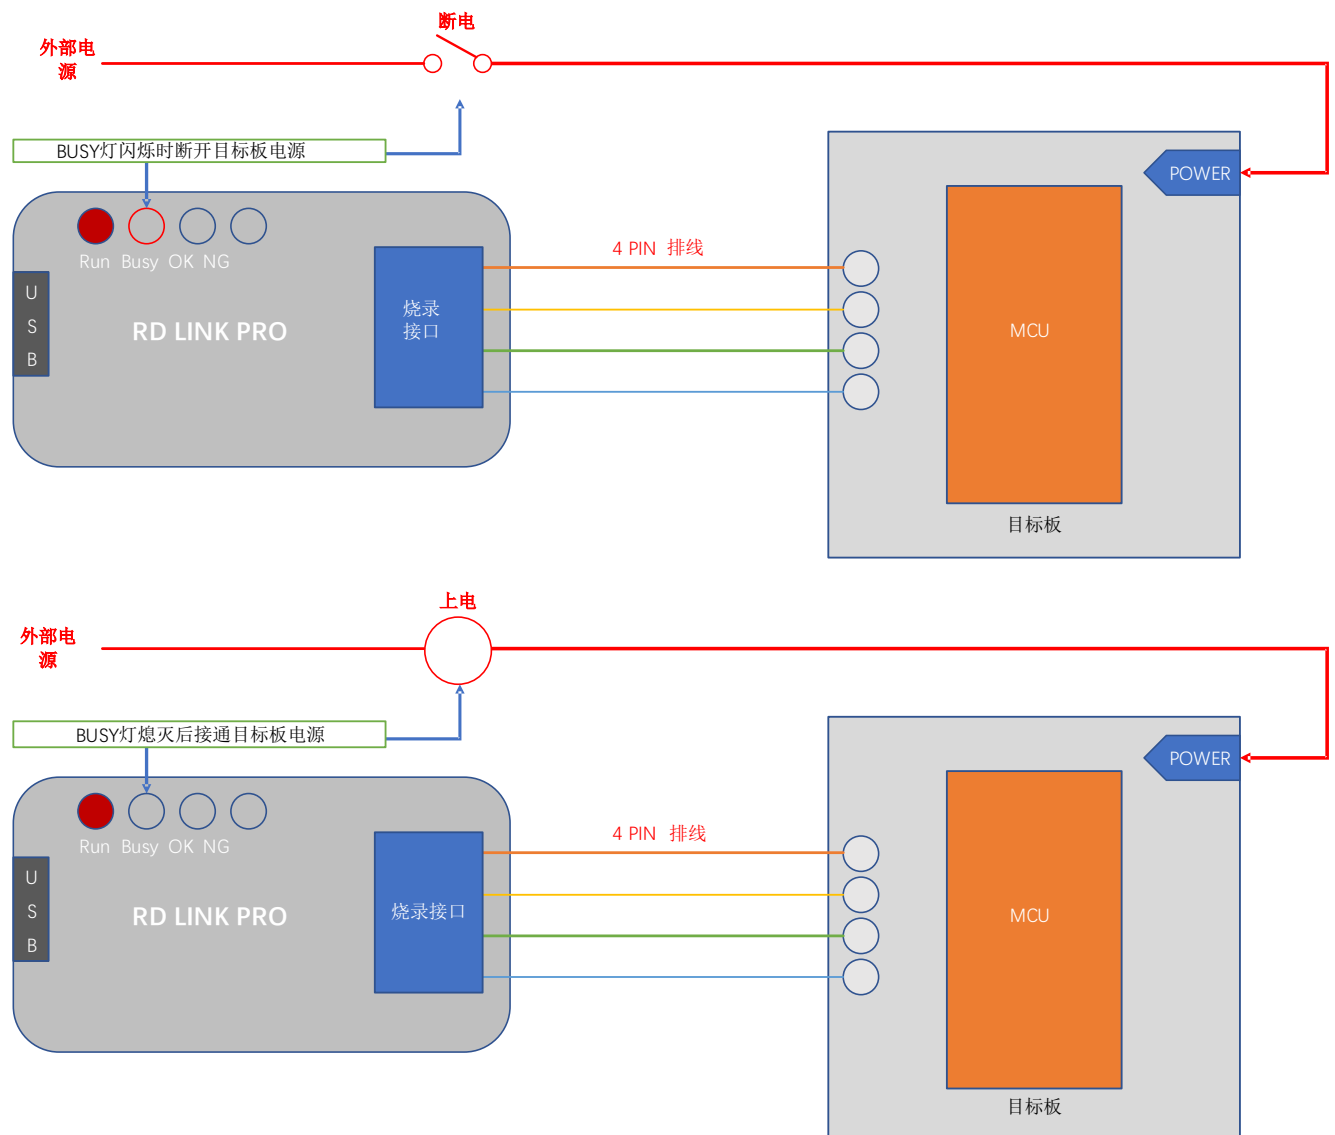 断电
外部电
源
BUSY灯闪烁时断开目标板电源
POWER
Run Busy OK NG
4 PIN 排线
U
S
B
RD LINK PRO
烧录
接口
MCU
目标板
上电
外部电
源
BUSY灯熄灭后接通目标板电源
POWER
Run Busy OK NG
4 PIN 排线
U
S
B
RD LINK PRO
烧录接口
MCU
目标板